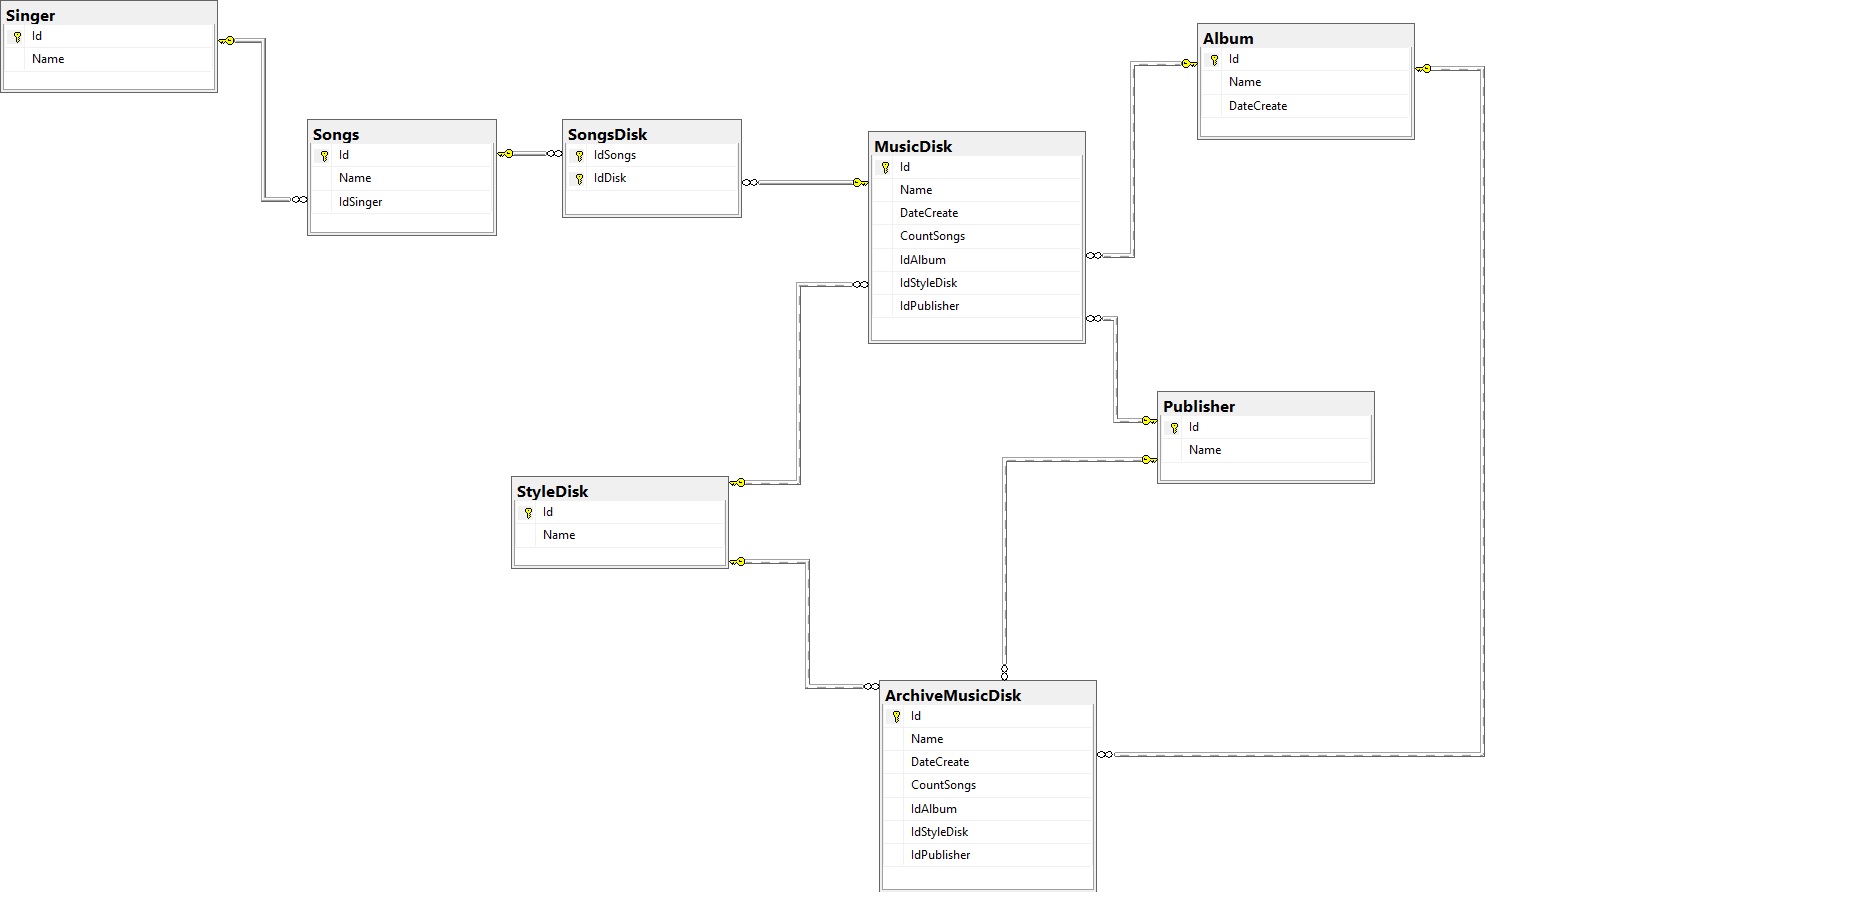 Singer
Id
Name
Songs
Id
Name
IdSinger
SongsDisk
IdSongs
IdDisk
MusicDisk
Id
Name
DateCreate
CountSongs
IdAlbum
IdStyleDisk
IdPublisher
Album
Id
Name
DateCreate
Publisher
Id
Name
StyleDisk
Id
Name
ArchiveMusicDisk
Id
Name
DateCreate
CountSongs
IdAlbum
IdStyleDisk
IdPublisher